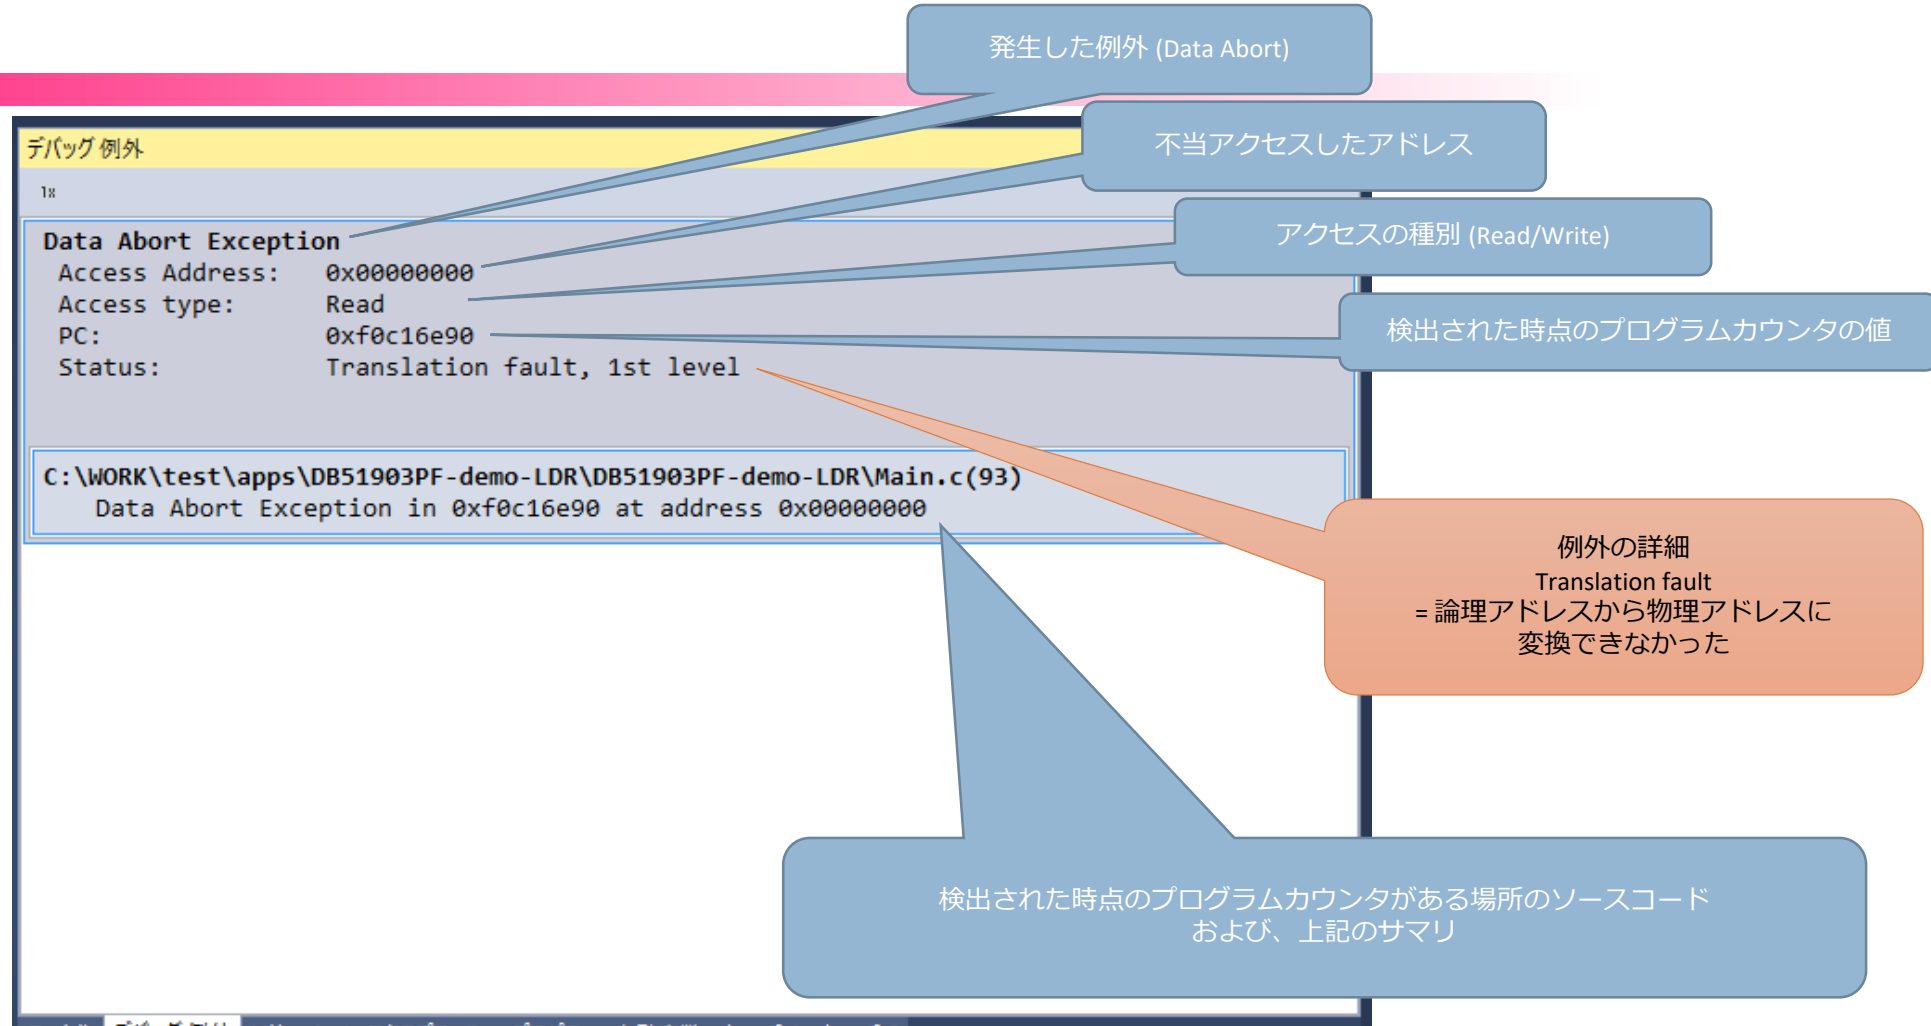 発生した例外 (Data Abort)
デバッグ 例外
不当アクセスしたアドレス
アクセスの種別 (Read/Write)
Data Abort Exception
Access Address: 0x00000000
Access type: Read
PC: 0xf0c16e90
Status: Translation fault, 1st level
検出された時点のプログラムカウンタの値
C:\WORK\test\apps\DB51903PF-demo-LDR\DB51903PF-demo-LDR\Main.c(93)
Data Abort Exception in 0xf0c16e90 at address 0x00000000
例外の詳細
Translation fault
= 論理アドレスから物理アドレスに
変換できなかった
検出された時点のプログラムカウンタがある場所のソースコード
および、上記のサマリ